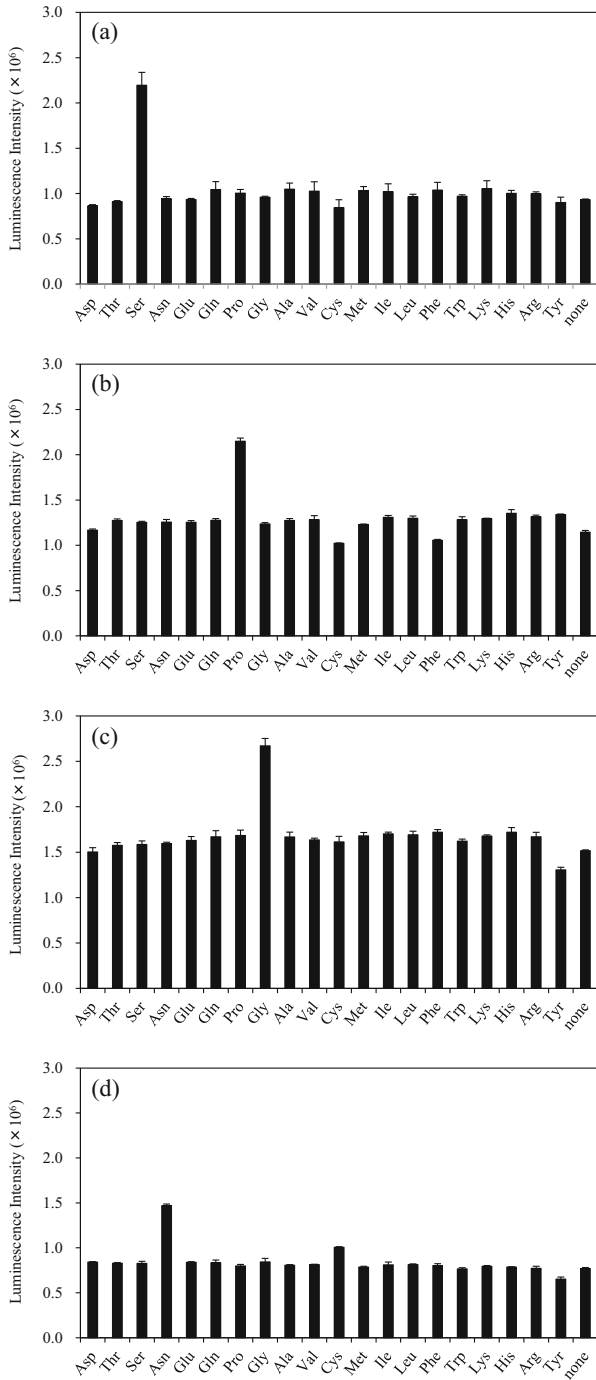 (a)
Luminescence Intensity (×10⁶)
3.0
2.5
2.0
1.5
1.0
0.5
0.0
Asp Thr Ser Asn Glu Gln Pro Gly Ala Val Cys Met Ile Leu Phe Trp Lys His Arg Tyr none
(b)
Luminescence Intensity (×10⁶)
3.0
2.5
2.0
1.5
1.0
0.5
0.0
Asp Thr Ser Asn Glu Gln Pro Gly Ala Val Cys Met Ile Leu Phe Trp Lys His Arg Tyr none
(c)
Luminescence Intensity (×10⁶)
3.0
2.5
2.0
1.5
1.0
0.5
0.0
Asp Thr Ser Asn Glu Gln Pro Gly Ala Val Cys Met Ile Leu Phe Trp Lys His Arg Tyr none
(d)
Luminescence Intensity (×10⁶)
3.0
2.5
2.0
1.5
1.0
0.5
0.0
Asp Thr Ser Asn Glu Gln Pro Gly Ala Val Cys Met Ile Leu Phe Trp Lys His Arg Tyr none